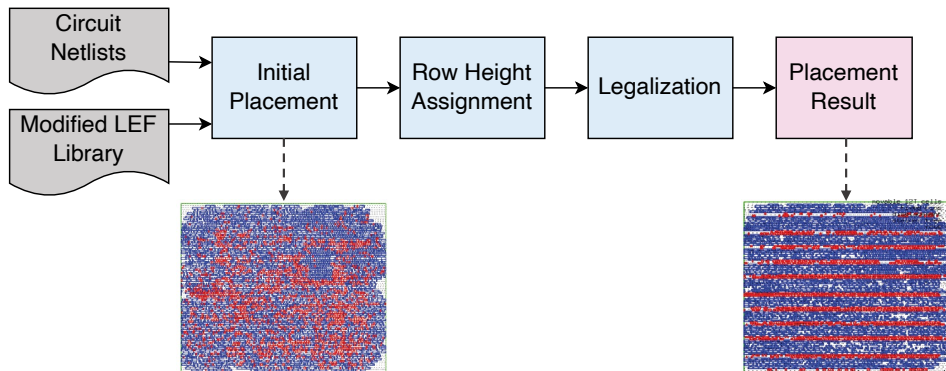 Circuit
Netlists
Modified LEF
Library
Initial
Placement
Row Height
Assignment
Legalization
Placement
Result